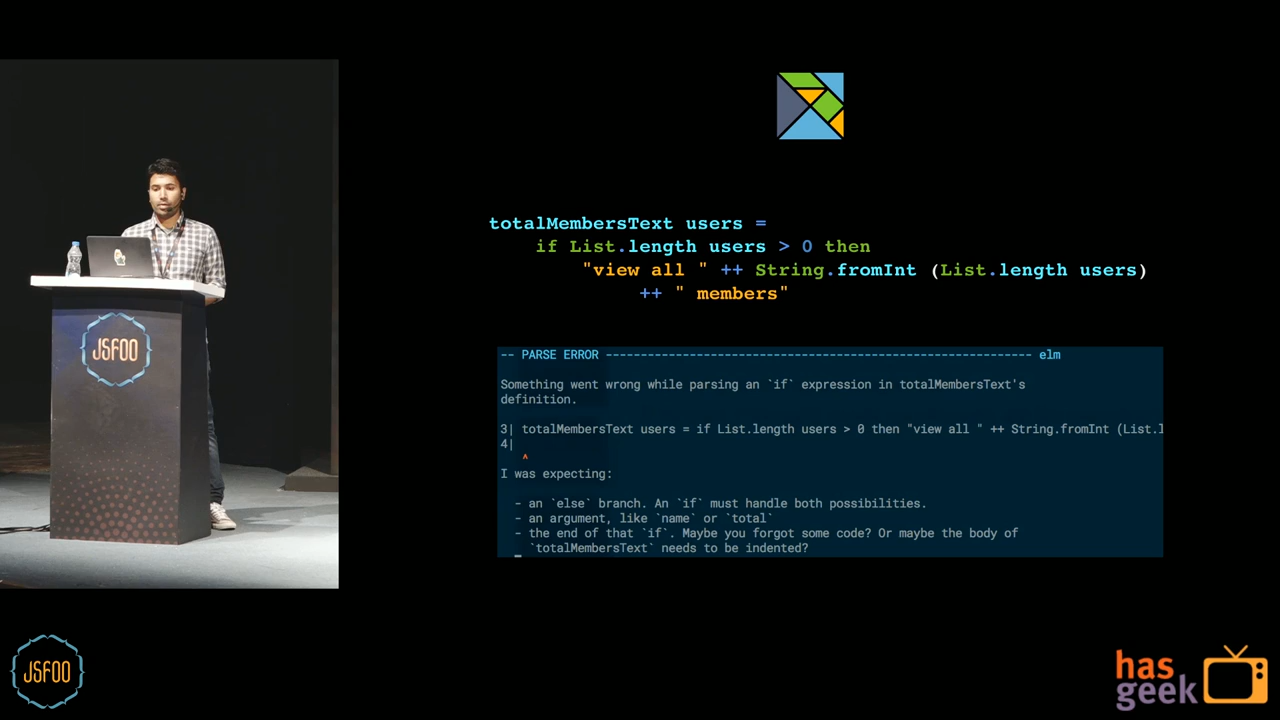 totalMembersText users =
if List.length users > 0 then
"view all " ++ String.fromInt (List.length users)
++ " members"
-- PARSE ERROR ------------------------------------------------------------- elm
Something went wrong while parsing an `if` expression in totalMembersText's
definition.
3| totalMembersText users = if List.length users > 0 then "view all " ++ String.fromInt (List.l
4|
^
I was expecting:
- an `else` branch. An `if` must handle both possibilities.
- an argument, like `name` or `total`
- the end of that `if`. Maybe you forgot some code? Or maybe the body of
`totalMembersText` needs to be indented?
JSFOO
JSFOO
has
geek